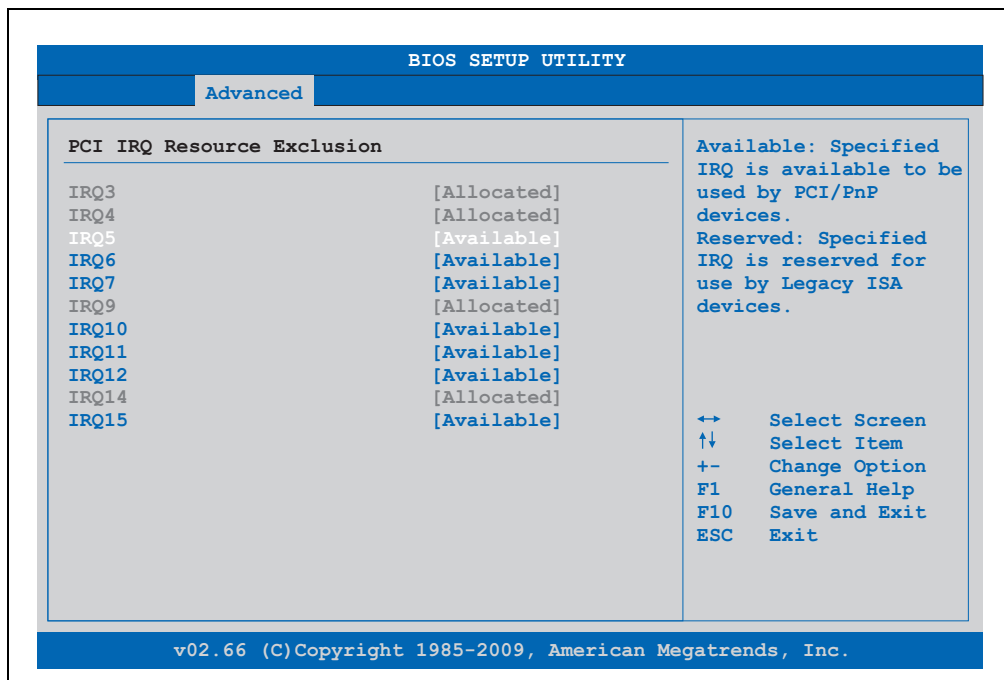 BIOS SETUP UTILITY
Advanced
PCI IRQ Resource Exclusion
IRQ3 [Allocated]
IRQ4 [Allocated]
IRQ5 [Available]
IRQ6 [Available]
IRQ7 [Available]
IRQ9 [Allocated]
IRQ10 [Available]
IRQ11 [Available]
IRQ12 [Available]
IRQ14 [Allocated]
IRQ15 [Available]
Available: Specified
IRQ is available to be
used by PCI/PnP
devices.
Reserved: Specified
IRQ is reserved for
use by Legacy ISA
devices.
↔ Select Screen
↑↓ Select Item
+- Change Option
F1 General Help
F10 Save and Exit
ESC Exit
v02.66 (C)Copyright 1985-2009, American Megatrends, Inc.